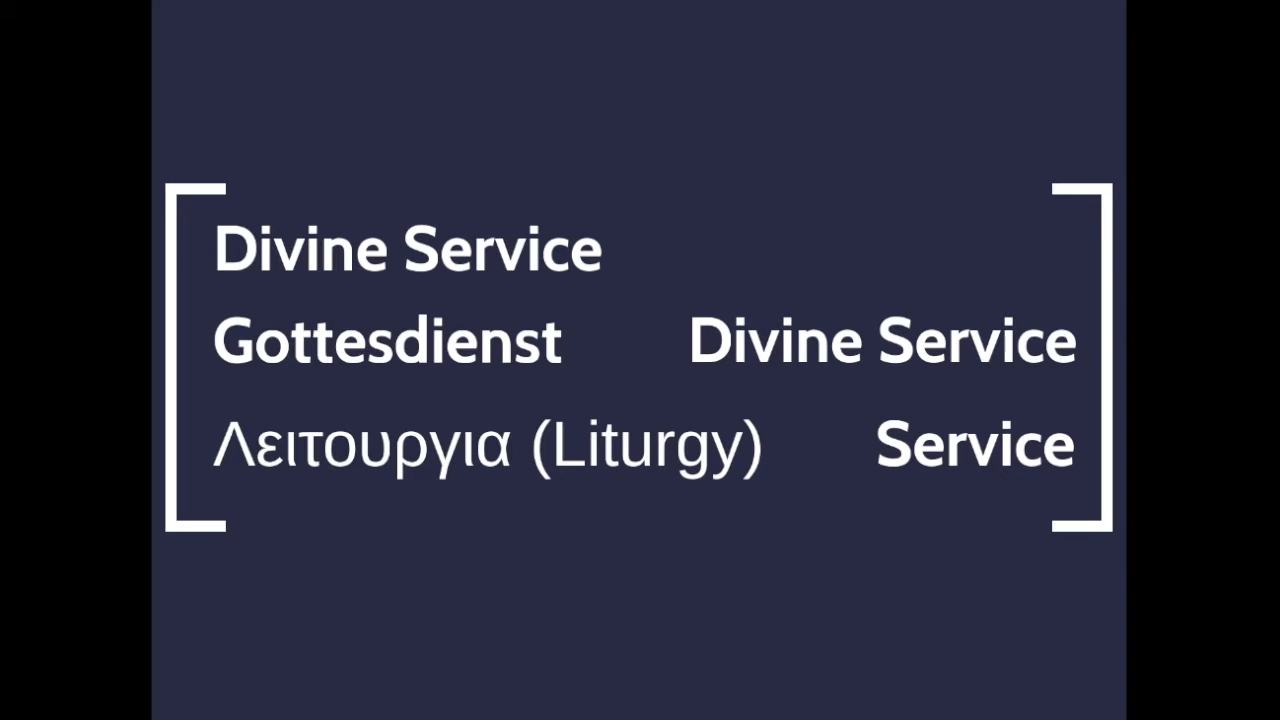 Divine Service
Gottesdienst Divine Service
Λειτουργια (Liturgy) Service